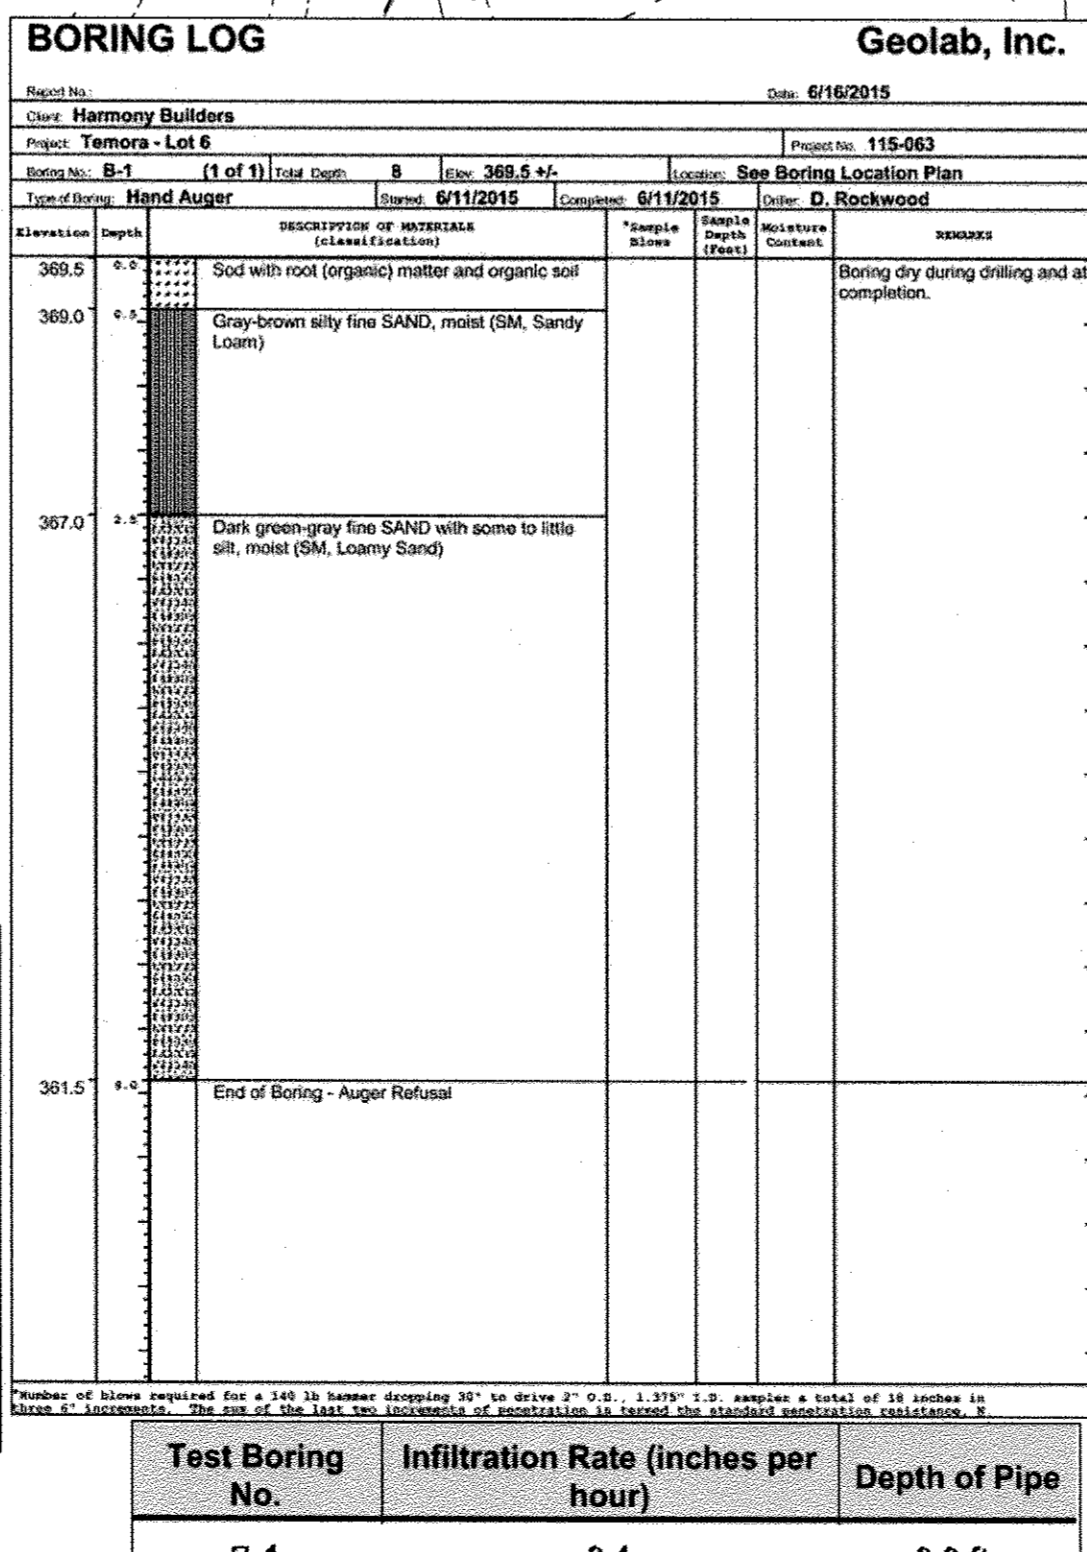 BORING LOG Geolab, Inc.
Report No.: Date: 6/16/2015
Client: Harmony Builders
Project: Temora - Lot 6 Project No. 115-063
Boring No.: B-1 (1 of 1) Total Depth 8 Elev: 369.5 +/- Location: See Boring Location Plan
Type of Boring: Hand Auger Started: 6/11/2015 Completed: 6/11/2015 Driller: D. Rockwood
Elevation Depth DESCRIPTION OF MATERIALS (classification) *Sample Blows Sample Depth (Feet) Moisture Content REMARKS
369.5 0.0 Sod with root (organic) matter and organic soil Boring dry during drilling and at
completion.
369.0 0.5 Gray-brown silty fine SAND, moist (SM, Sandy
Loam)
367.0 2.5 Dark green-gray fine SAND with some to little
silt, moist (SM, Loamy Sand)
361.5 8.0 End of Boring - Auger Refusal
*Number of blows required for a 140 lb hammer dropping 30" to drive 2" O.D., 1.375" I.D. sampler a total of 18 inches in
three 6" increments. The sum of the last two increments of penetration is termed the standard penetration resistance, N.
Test Boring No. Infiltration Rate (inches per hour) Depth of Pipe